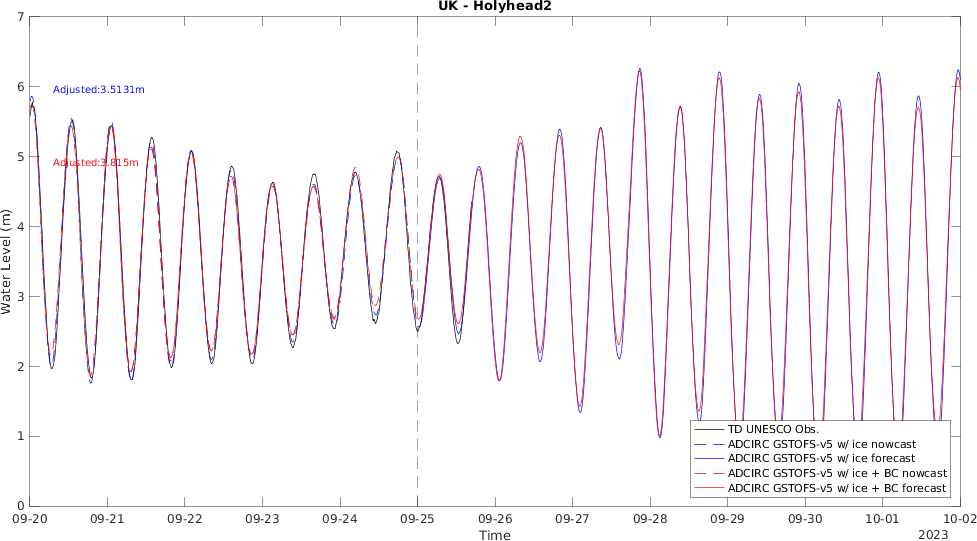 UK - Holyhead2
7
6
5
4
3
2
1
0
Water Level (m)
Adjusted:3.5131m
Adjusted:3.815m
TD UNESCO Obs.
ADCIRC GSTOFS-v5 w/ ice nowcast
ADCIRC GSTOFS-v5 w/ ice forecast
ADCIRC GSTOFS-v5 w/ ice + BC nowcast
ADCIRC GSTOFS-v5 w/ ice + BC forecast
09-20 09-21 09-22 09-23 09-24 09-25 09-26 09-27 09-28 09-29 09-30 10-01 10-02
Time
2023